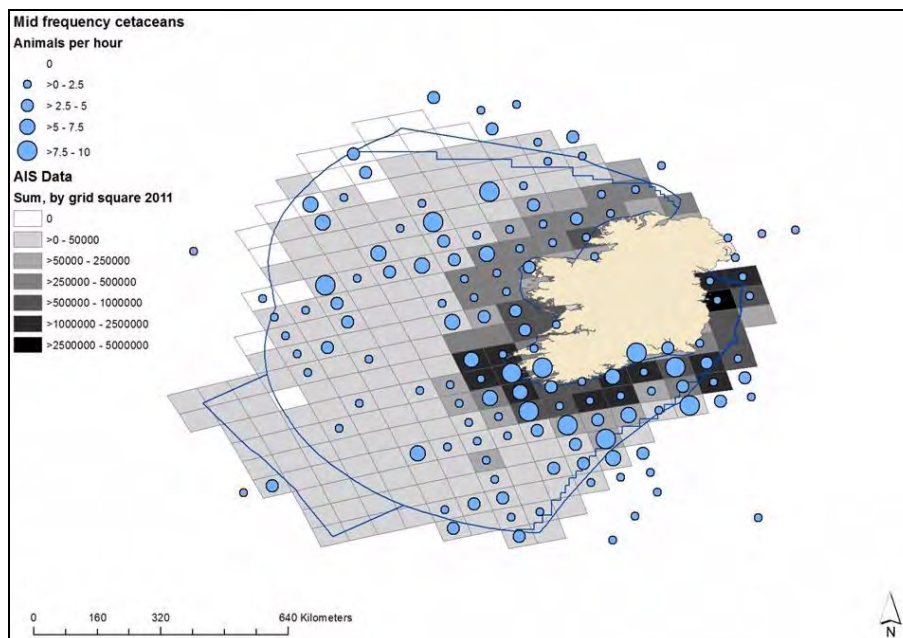 Mid frequency cetaceans
Animals per hour
0
>0 - 2.5
> 2.5 - 5
>5 - 7.5
>7.5 - 10
AIS Data
Sum, by grid square 2011
0
>0 - 50000
>50000 - 250000
>250000 - 500000
>500000 - 1000000
>1000000 - 2500000
>2500000 - 5000000
0 160 320 640 Kilometers
N